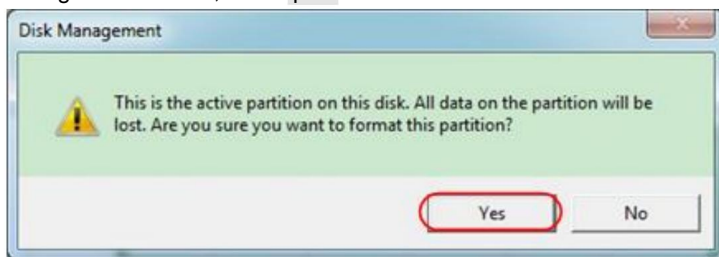 Disk Management
This is the active partition on this disk. All data on the partition will be
lost. Are you sure you want to format this partition?
Yes
No